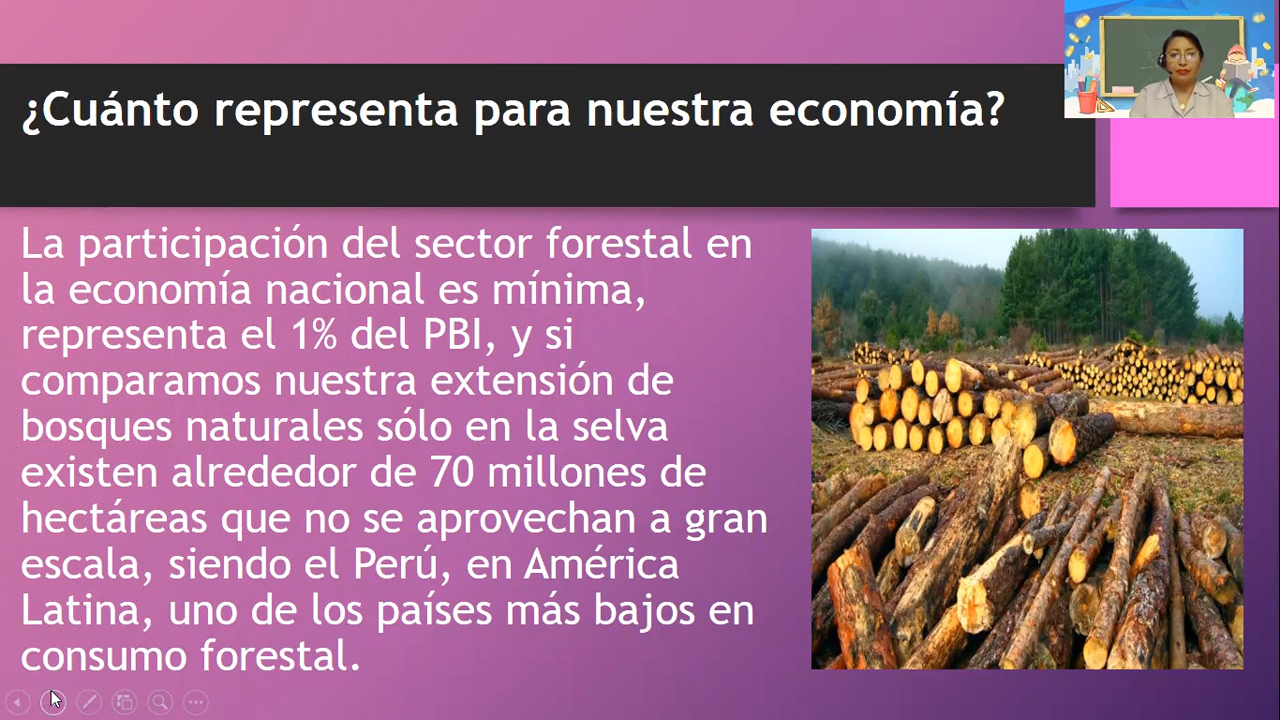 ¿Cuánto representa para nuestra economía?
La participación del sector forestal en
la economía nacional es mínima,
representa el 1% del PBI, y si
comparamos nuestra extensión de
bosques naturales sólo en la selva
existen alrededor de 70 millones de
hectáreas que no se aprovechan a gran
escala, siendo el Perú, en América
Latina, uno de los países más bajos en
consumo forestal.